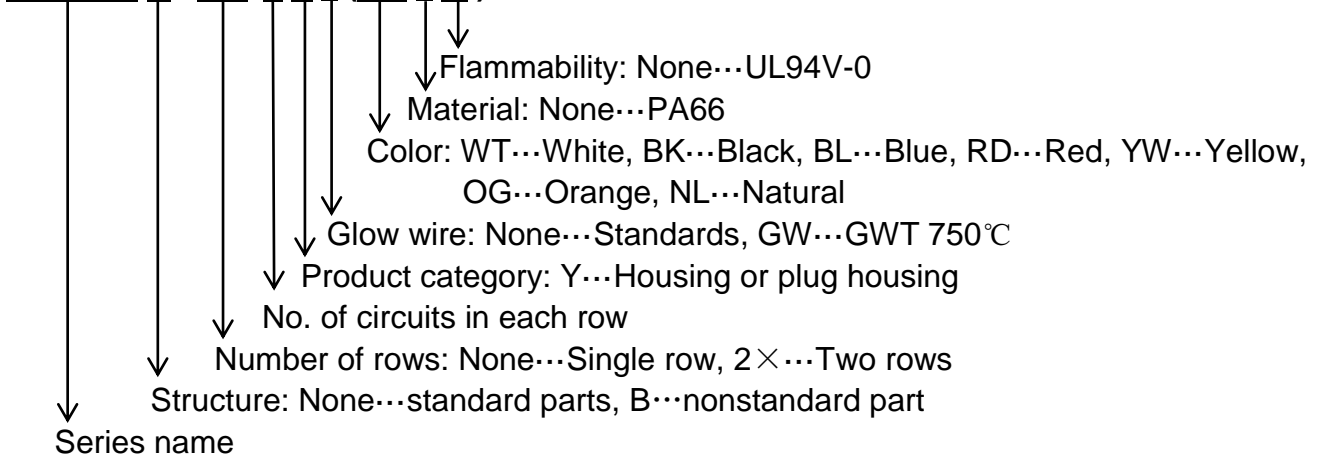 Flammability: None···UL94V-0
Material: None···PA66
Color: WT···White, BK···Black, BL···Blue, RD···Red, YW···Yellow,
OG···Orange, NL···Natural
Glow wire: None···Standards, GW···GWT 750℃
Product category: Y···Housing or plug housing
No. of circuits in each row
Number of rows: None···Single row, 2×···Two rows
Structure: None···standard parts, B···nonstandard part
Series name